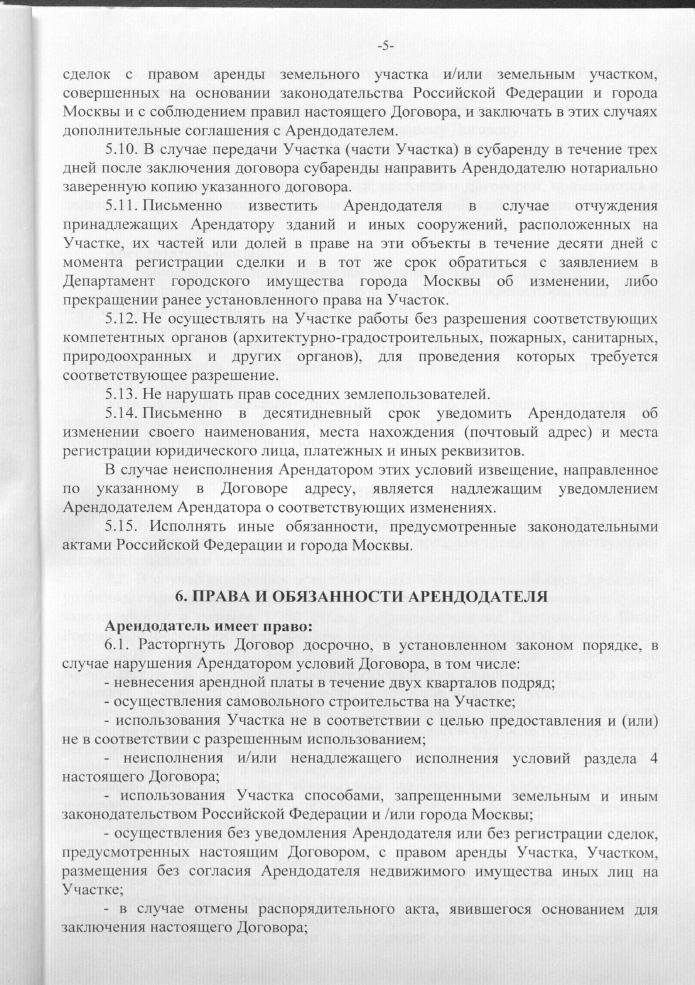 -5-
сделок с правом аренды земельного участка и/или земельным участком,
совершенных на основании законодательства Российской Федерации и города
Москвы и с соблюдением правил настоящего Договора, и заключать в этих случаях
дополнительные соглашения с Арендодателем.
5.10. В случае передачи Участка (части Участка) в субаренду в течение трех
дней после заключения договора субаренды направить Арендодателю нотариально
заверенную копию указанного договора.
5.11. Письменно известить Арендодателя в случае отчуждения
принадлежащих Арендатору зданий и иных сооружений, расположенных на
Участке, их частей или долей в праве на эти объекты в течение десяти дней с
момента регистрации сделки и в тот же срок обратиться с заявлением в
Департамент городского имущества города Москвы об изменении, либо
прекращении ранее установленного права на Участок.
5.12. Не осуществлять на Участке работы без разрешения соответствующих
компетентных органов (архитектурно-градостроительных, пожарных, санитарных,
природоохранных и других органов), для проведения которых требуется
соответствующее разрешение.
5.13. Не нарушать прав соседних землепользователей.
5.14. Письменно в десятидневный срок уведомить Арендодателя об
изменении своего наименования, места нахождения (почтовый адрес) и места
регистрации юридического лица, платежных и иных реквизитов.
В случае неисполнения Арендатором этих условий извещение, направленное
по указанному в Договоре адресу, является надлежащим уведомлением
Арендодателем Арендатора о соответствующих изменениях.
5.15. Исполнять иные обязанности, предусмотренные законодательными
актами Российской Федерации и города Москвы.
6. ПРАВА И ОБЯЗАННОСТИ АРЕНДОДАТЕЛЯ
Арендодатель имеет право:
6.1. Расторгнуть Договор досрочно, в установленном законом порядке, в
случае нарушения Арендатором условий Договора, в том числе:
- невнесения арендной платы в течение двух кварталов подряд;
- осуществления самовольного строительства на Участке;
- использования Участка не в соответствии с целью предоставления и (или)
не в соответствии с разрешенным использованием;
- неисполнения и/или ненадлежащего исполнения условий раздела 4
настоящего Договора;
- использования Участка способами, запрещенными земельным и иным
законодательством Российской Федерации и /или города Москвы;
- осуществления без уведомления Арендодателя или без регистрации сделок,
предусмотренных настоящим Договором, с правом аренды Участка, Участком,
размещения без согласия Арендодателя недвижимого имущества иных лиц на
Участке;
- в случае отмены распорядительного акта, явившегося основанием для
заключения настоящего Договора;